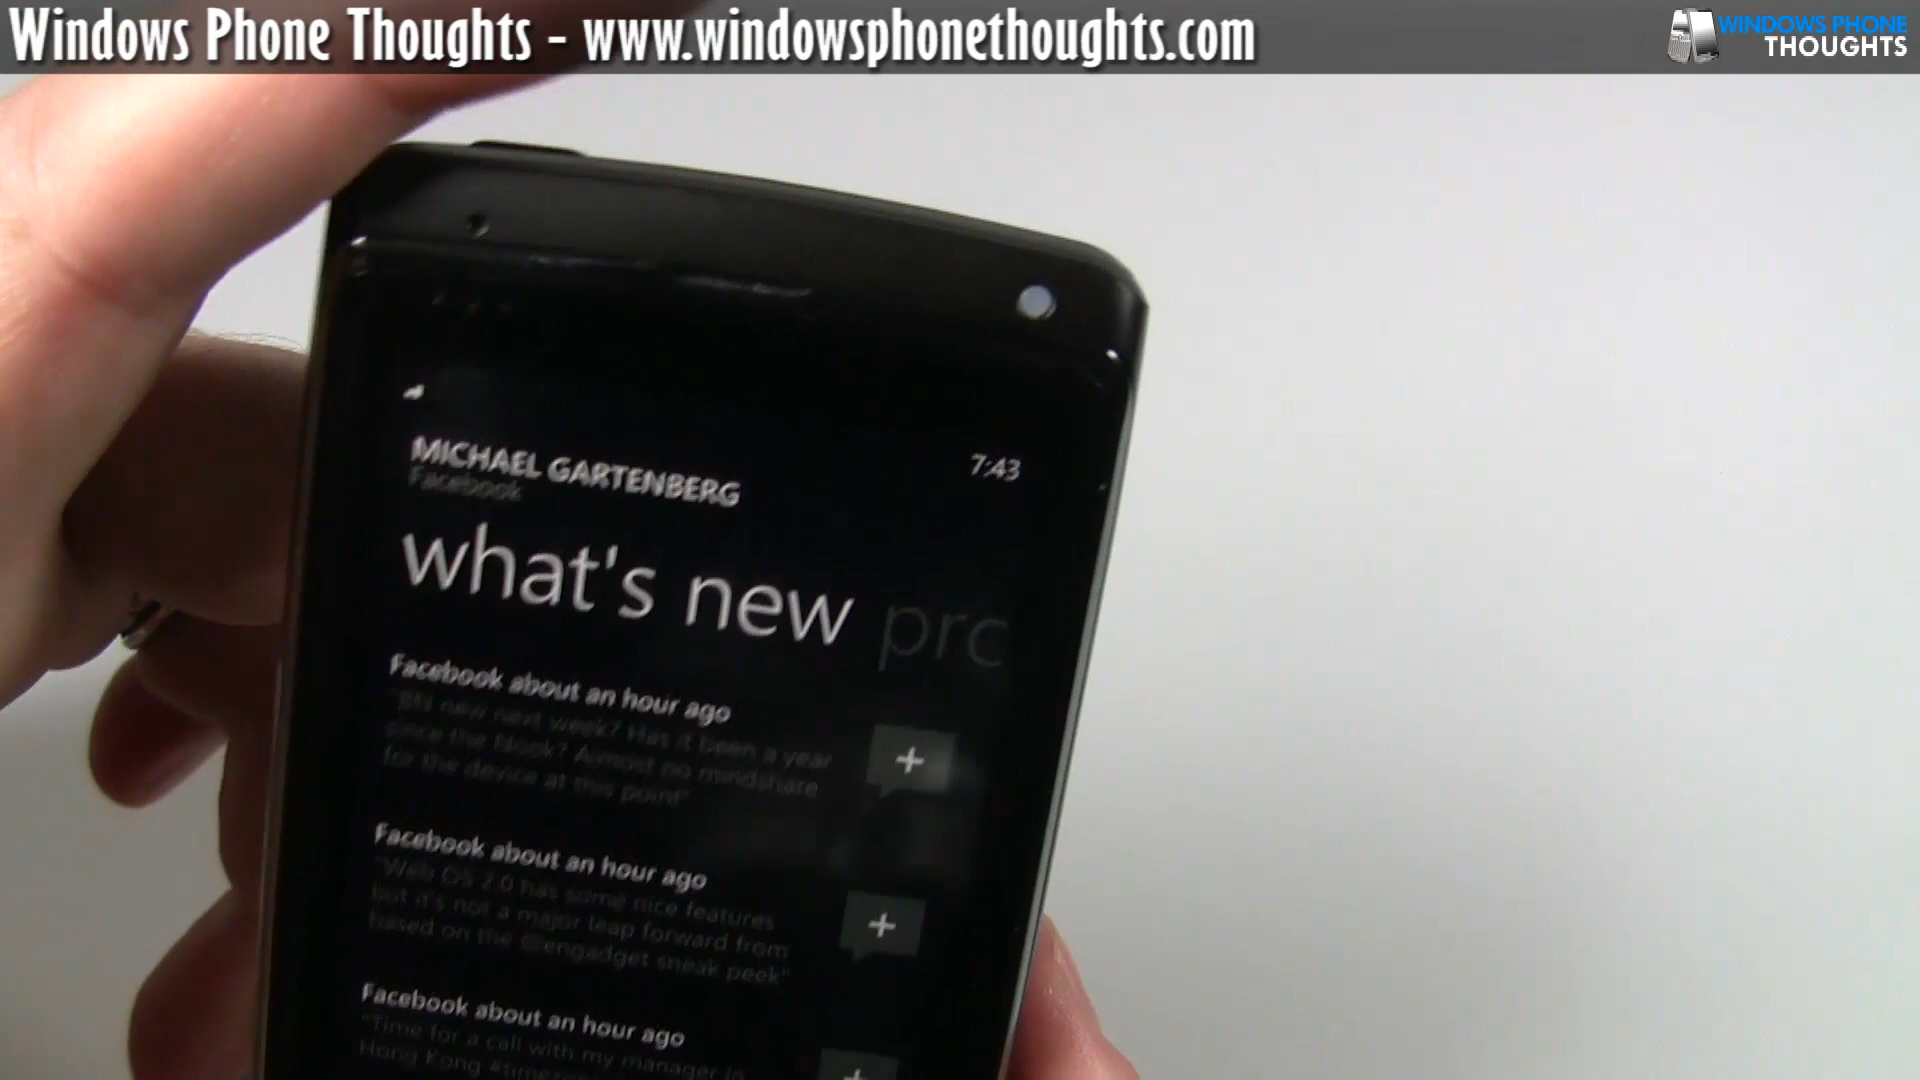 Windows Phone Thoughts - www.windowsphonethoughts.com
WINDOWS PHONE
THOUGHTS
7:43
MICHAEL GARTENBERG
Facebook
what's new prc
Facebook about an hour ago
"BN new next week? Has it been a year
since the Nook? Almost no mindshare
for the device at this point"
Facebook about an hour ago
"Web OS 2.0 has some nice features
but it's not a major leap forward from
based on the @engadget sneak peek"
Facebook about an hour ago
"Time for a call with my manager in
Hong Kong